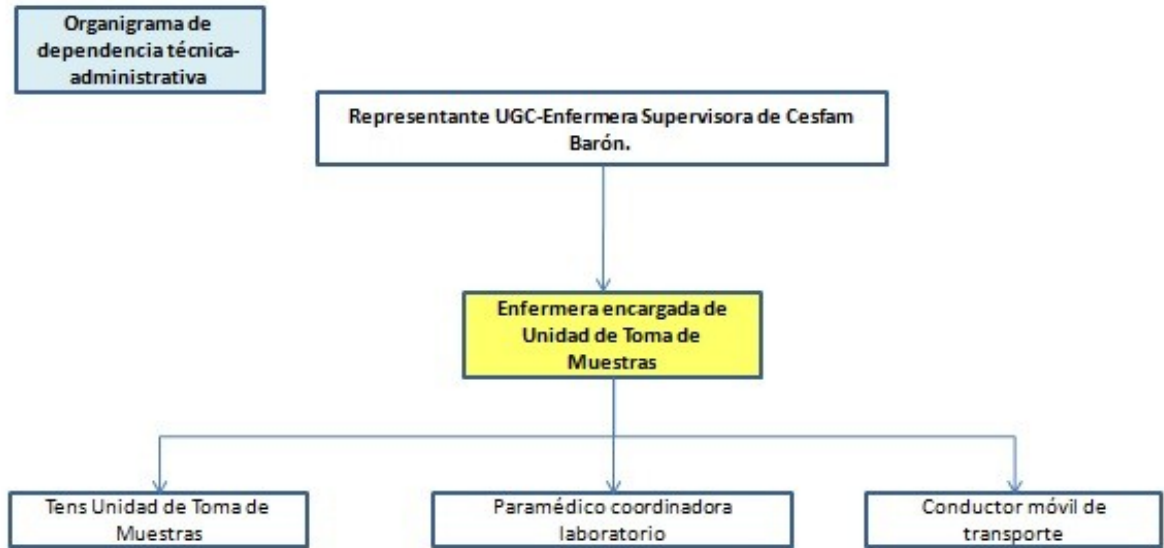 Organigrama de
dependencia técnica-
administrativa
Representante UGC-Enfermera Supervisora de Cesfam
Barón.
Enfermera encargada de
Unidad de Toma de
Muestras
Tens Unidad de Toma de
Muestras
Paramédico coordinadora
laboratorio
Conductor móvil de
transporte